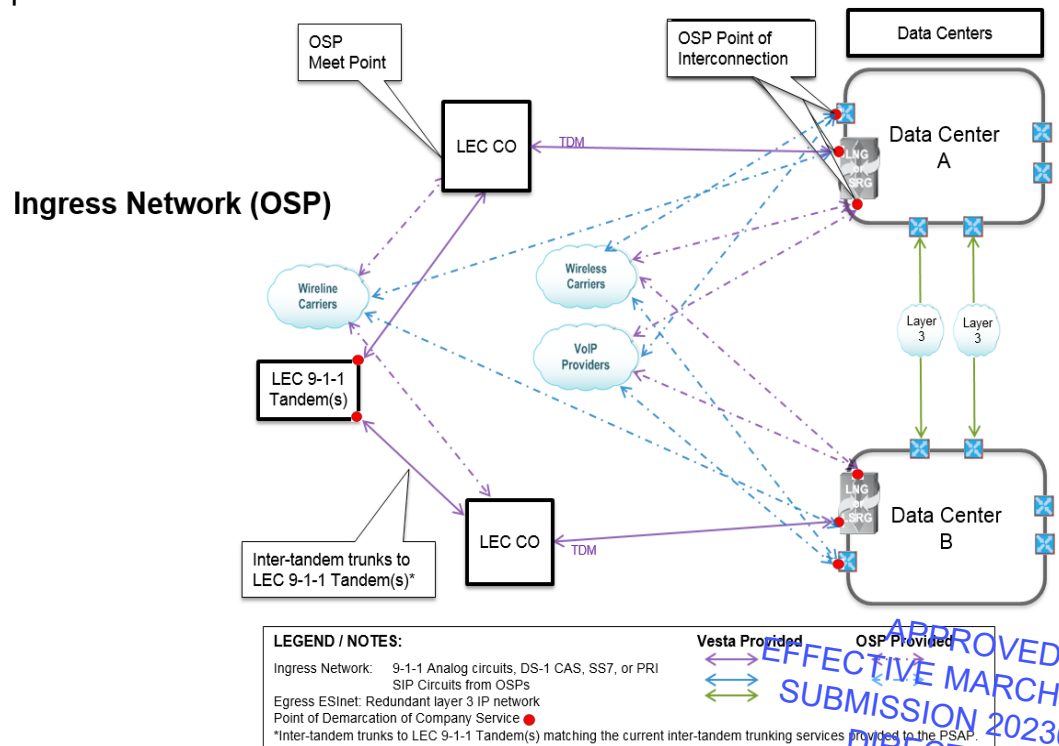 OSP
Meet Point
OSP Point of
Interconnection
Data Centers
LEC CO
TDM
LNG
LSRG
Data Center
A
Ingress Network (OSP)
Wireline
Carriers
Wireless
Carriers
VoIP
Providers
Layer
3
Layer
3
LEC 9-1-1
Tandem(s)
Inter-tandem trunks to
LEC 9-1-1 Tandem(s)*
LEC CO
TDM
LNG
LSRG
Data Center
B
LEGEND / NOTES:
Vesta Provided
OSP Provided
Ingress Network: 9-1-1 Analog circuits, DS-1 CAS, SS7, or PRI
SIP Circuits from OSPs
Egress ESInet: Redundant layer 3 IP network
Point of Demarcation of Company Service
*Inter-tandem trunks to LEC 9-1-1 Tandem(s) matching the current inter-tandem trunking services provided to the PSAP.
APPROVED
EFFECTIVE MARCH
SUBMISSION